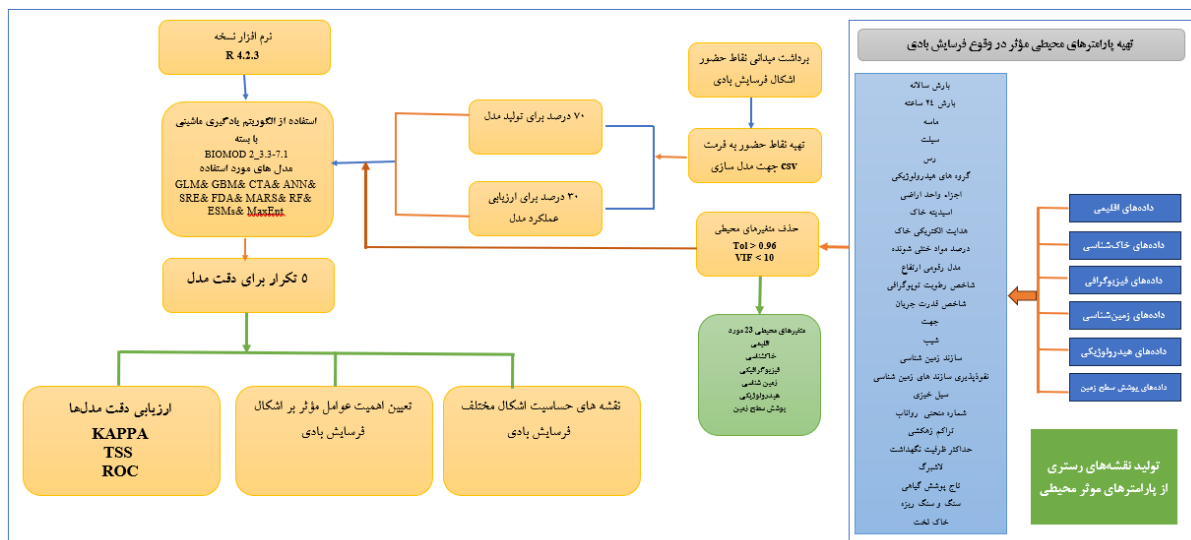 تهیه پارامترهای محیطی مؤثر در وقوع فرسایش بادی
بارش سالانه
بارش ۲۴ ساعته
ماسه
سیلت
رس
گروه های هیدرولوژیکی
اجزاء واحد اراضی
اسیدیته خاک
هدایت الکتریکی خاک
درصد مواد خنثی شونده
مدل رقومی ارتفاع
شاخص رطوبت توپوگرافی
شاخص قدرت جریان
جهت
شیب
سازند زمین شناسی
نفوذپذیری سازند های زمین شناسی
سیل خیزی
شماره منحنی رواناب
تراکم زهکشی
حداکثر ظرفیت نگهداشت
لاشبرگ
تاج پوشش گیاهی
سنگ و سنگ ریزه
خاک لخت
داده‌های اقلیمی
داده‌های خاک‌شناسی
داده‌های فیزیوگرافی
داده‌های زمین‌شناسی
داده‌های هیدرولوژیکی
داده‌های پوشش سطح زمین
تولید نقشه‌های رستری
از پارامترهای موثر محیطی
برداشت میدانی نقاط حضور
اشکال فرسایش بادی
تهیه نقاط حضور به فرمت
csv جهت مدل سازی
۷۰ درصد برای تولید مدل
۳۰ درصد برای ارزیابی
عملکرد مدل
حذف متغیرهای محیطی
Tol > 0.96
VIF < 10
متغیرهای محیطی 23 مورد
اقلیمی
خاکشناسی
فیزیوگرافیکی
زمین شناسی
هیدرولوژیکی
پوشش سطح زمین
نرم افزار نسخه
R 4.2.3
استفاده از الگوریتم یادگیری ماشینی
با بسته
BIOMOD 2_3.3-7.1
مدل های مورد استفاده
GLM& GBM& CTA& ANN&
SRE& FDA& MARS& RF&
ESMs& MaxEnt
۵ تکرار برای دقت مدل
نقشه های حساسیت اشکال مختلف
فرسایش بادی
تعیین اهمیت عوامل مؤثر بر اشکال
فرسایش بادی
ارزیابی دقت مدل‌ها
KAPPA
TSS
ROC